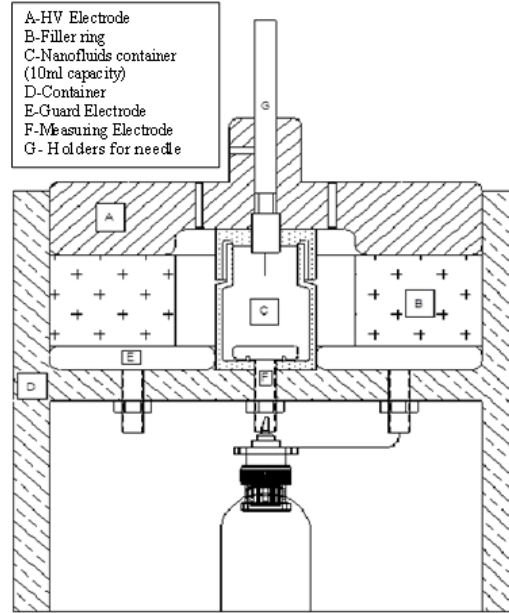 A-HV Electrode
B-Filler ring
C-Nanofluids container
(10ml capacity)
D-Container
E-Guard Electrode
F-Measuring Electrode
G- Holders for needle
G
A
B
C
E
F
D